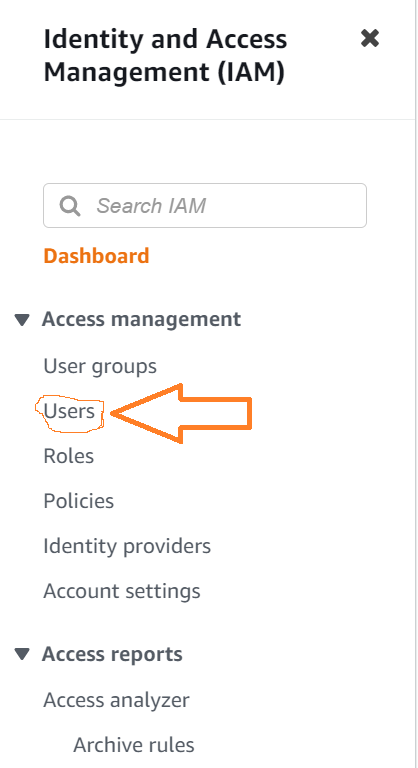 Identity and Access
Management (IAM)
Search IAM
Dashboard
Access management
User groups
Users
Roles
Policies
Identity providers
Account settings
Access reports
Access analyzer
Archive rules